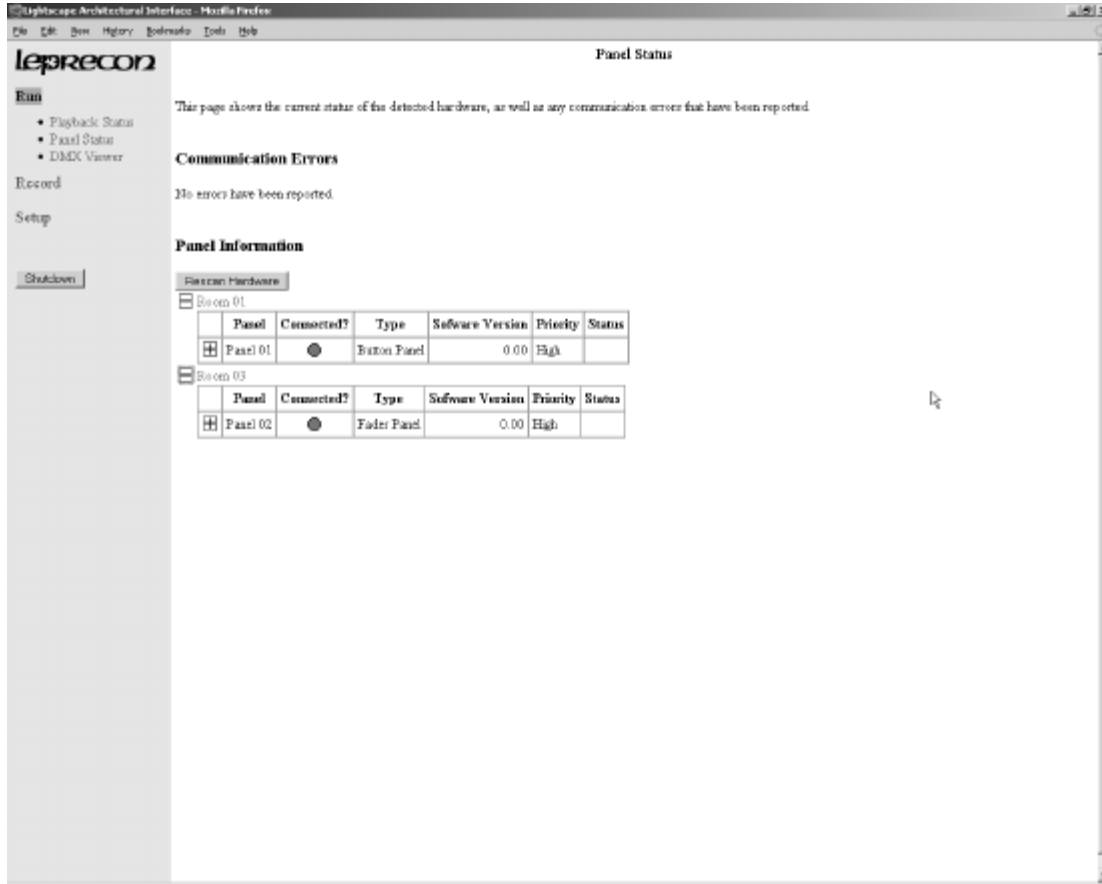 Lightscape Architectural Interface - Mozilla Firefox
File Edit View History Bookmarks Tools Help
leprecon
Run
Playback Status
Panel Status
DMX Viewer
Record
Setup
Shutdown
Panel Status
This page shows the current status of the detected hardware, as well as any communication errors that have been reported.
Communication Errors
No errors have been reported.
Panel Information
Rescan Hardware
Room 01
Panel Connected? Type Sofware Version Priority Status
Panel 01 Button Panel 0.00 High
Room 03
Panel Connected? Type Sofware Version Priority Status
Panel 02 Fader Panel 0.00 High